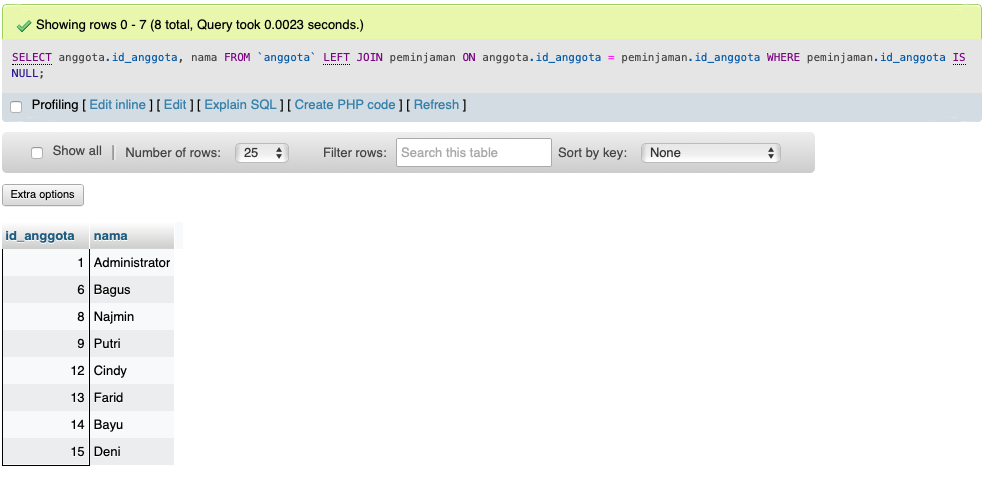 Showing rows 0 - 7 (8 total, Query took 0.0023 seconds.)
SELECT anggota.id_anggota, nama FROM `anggota` LEFT JOIN peminjaman ON anggota.id_anggota = peminjaman.id_anggota WHERE peminjaman.id_anggota IS
NULL;
Profiling [ Edit inline ] [ Edit ] [ Explain SQL ] [ Create PHP code ] [ Refresh ]
Show all | Number of rows: 25 Filter rows: Search this table Sort by key: None
Extra options
id_anggota nama
1 Administrator
6 Bagus
8 Najmin
9 Putri
12 Cindy
13 Farid
14 Bayu
15 Deni